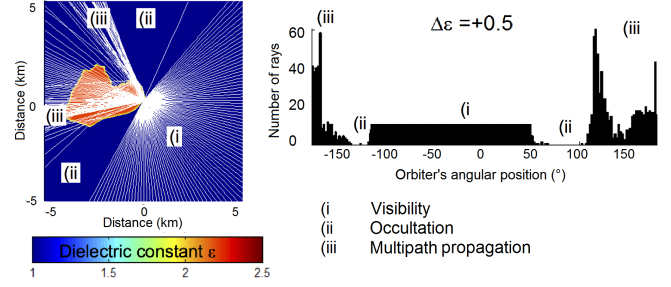 (iii
(ii
5
0
-5
Distance (km)
(iii
(i
(ii
-5
0
5
Distance (km)
Dielectric constant ε
1
1.5
2
2.5
(iii
Δε =+0.5
(iii
60
40
20
0
Number of rays
(ii
(i
(ii
-150
-100
-50
0
50
100
150
Orbiter's angular position (°)
(i Visibility
(ii Occultation
(iii Multipath propagation